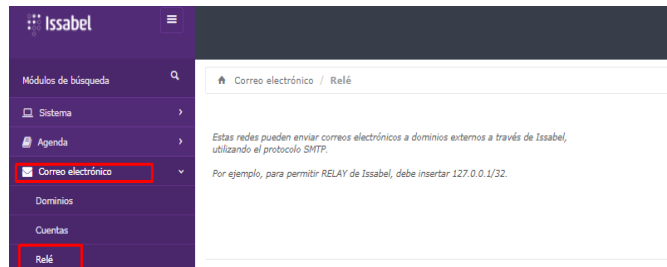 Issabel
Módulos de búsqueda
Sistema
Agenda
Correo electrónico
Dominios
Cuentas
Relé
Correo electrónico / Relé
Estas redes pueden enviar correos electrónicos a dominios externos a través de Issabel,
utilizando el protocolo SMTP.
Por ejemplo, para permitir RELAY de Issabel, debe insertar 127.0.0.1/32.